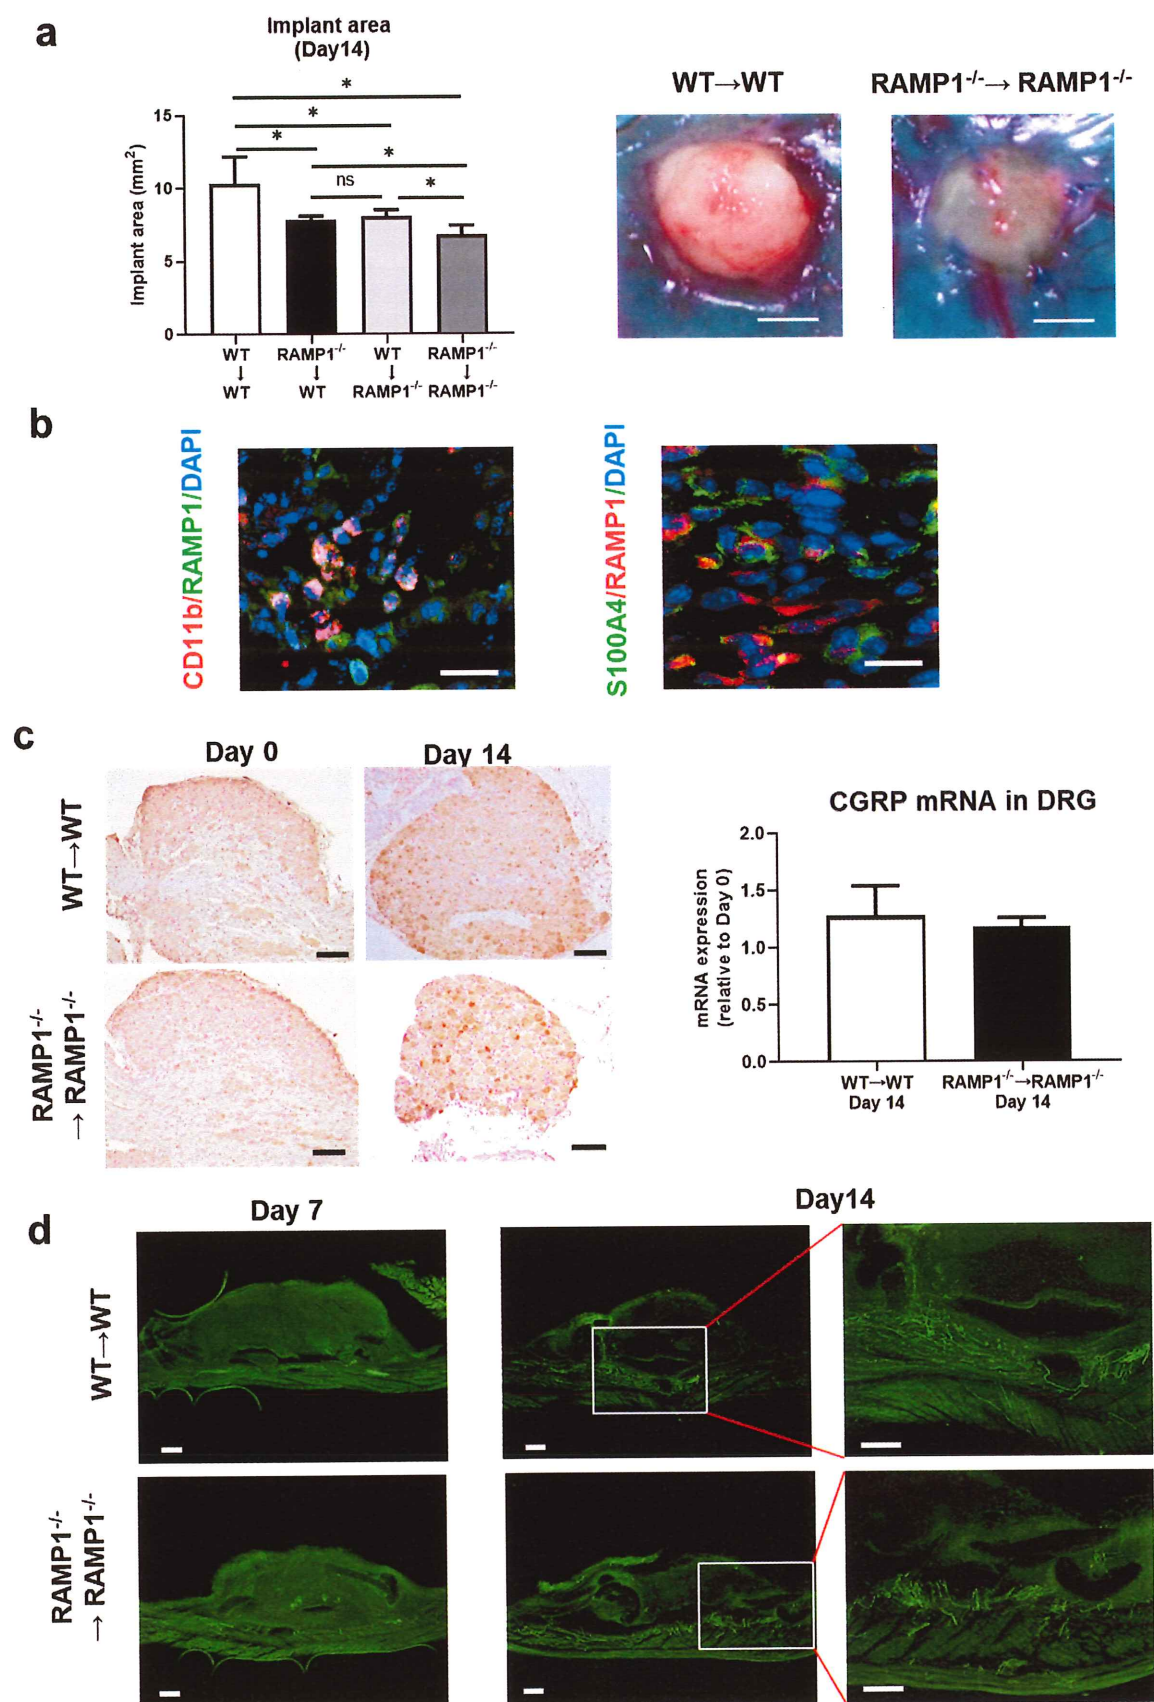 a
Implant area
(Day14)
WT→WT
RAMP1-/-→ RAMP1-/-
*
*
*
*
ns
*
Implant area (mm2)
15
10
5
0
WT
↓
WT
RAMP1-/-
↓
WT
WT
↓
RAMP1-/-
RAMP1-/-
↓
RAMP1-/-
b
CD11b/RAMP1/DAPI
S100A4/RAMP1/DAPI
c
Day 0
Day 14
WT→WT
RAMP1-/-
→ RAMP1-/-
CGRP mRNA in DRG
mRNA expression
(relative to Day 0)
2.0
1.5
1.0
0.5
0.0
WT→WT
Day 14
RAMP1-/-→RAMP1-/-
Day 14
d
Day 7
Day14
WT→WT
RAMP1-/-
→ RAMP1-/-